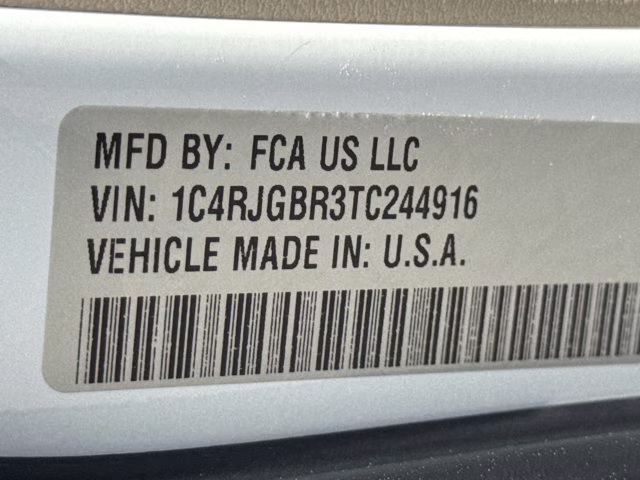 MFD BY: FCA US LLC
VIN: 1C4RJGBR3TC244916
VEHICLE MADE IN: U.S.A.